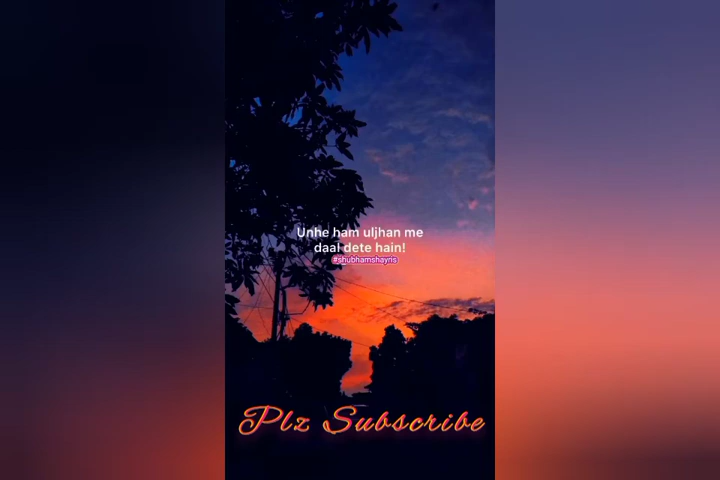 Unhe ham uljhan me
daal dete hain!
#shubhamshayris
Plz Subscribe